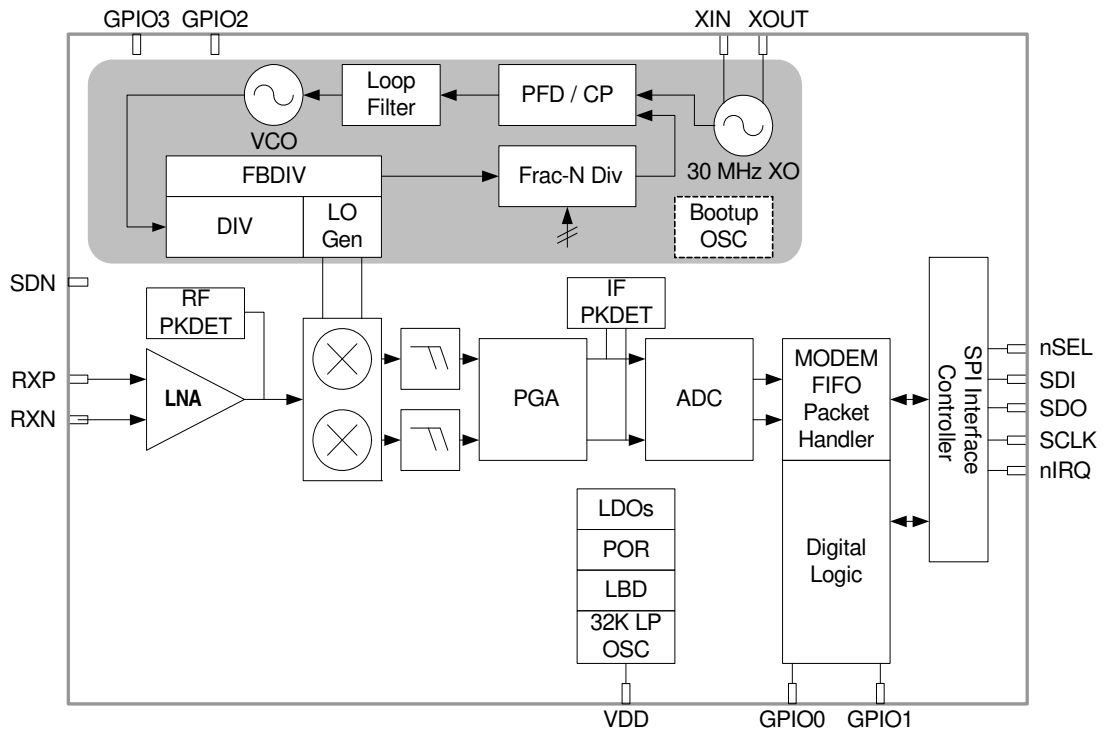 GPIO3 GPIO2
XIN XOUT
Loop
Filter
PFD / CP
VCO
30 MHz XO
FBDIV
Frac-N Div
DIV
LO
Gen
Bootup
OSC
SDN
RF
PKDET
IF
PKDET
RXP
RXN
LNA
PGA
ADC
MODEM
FIFO
Packet
Handler
SPI Interface
Controller
nSEL
SDI
SDO
SCLK
nIRQ
LDOs
POR
LBD
32K LP
OSC
Digital
Logic
VDD
GPIO0 GPIO1